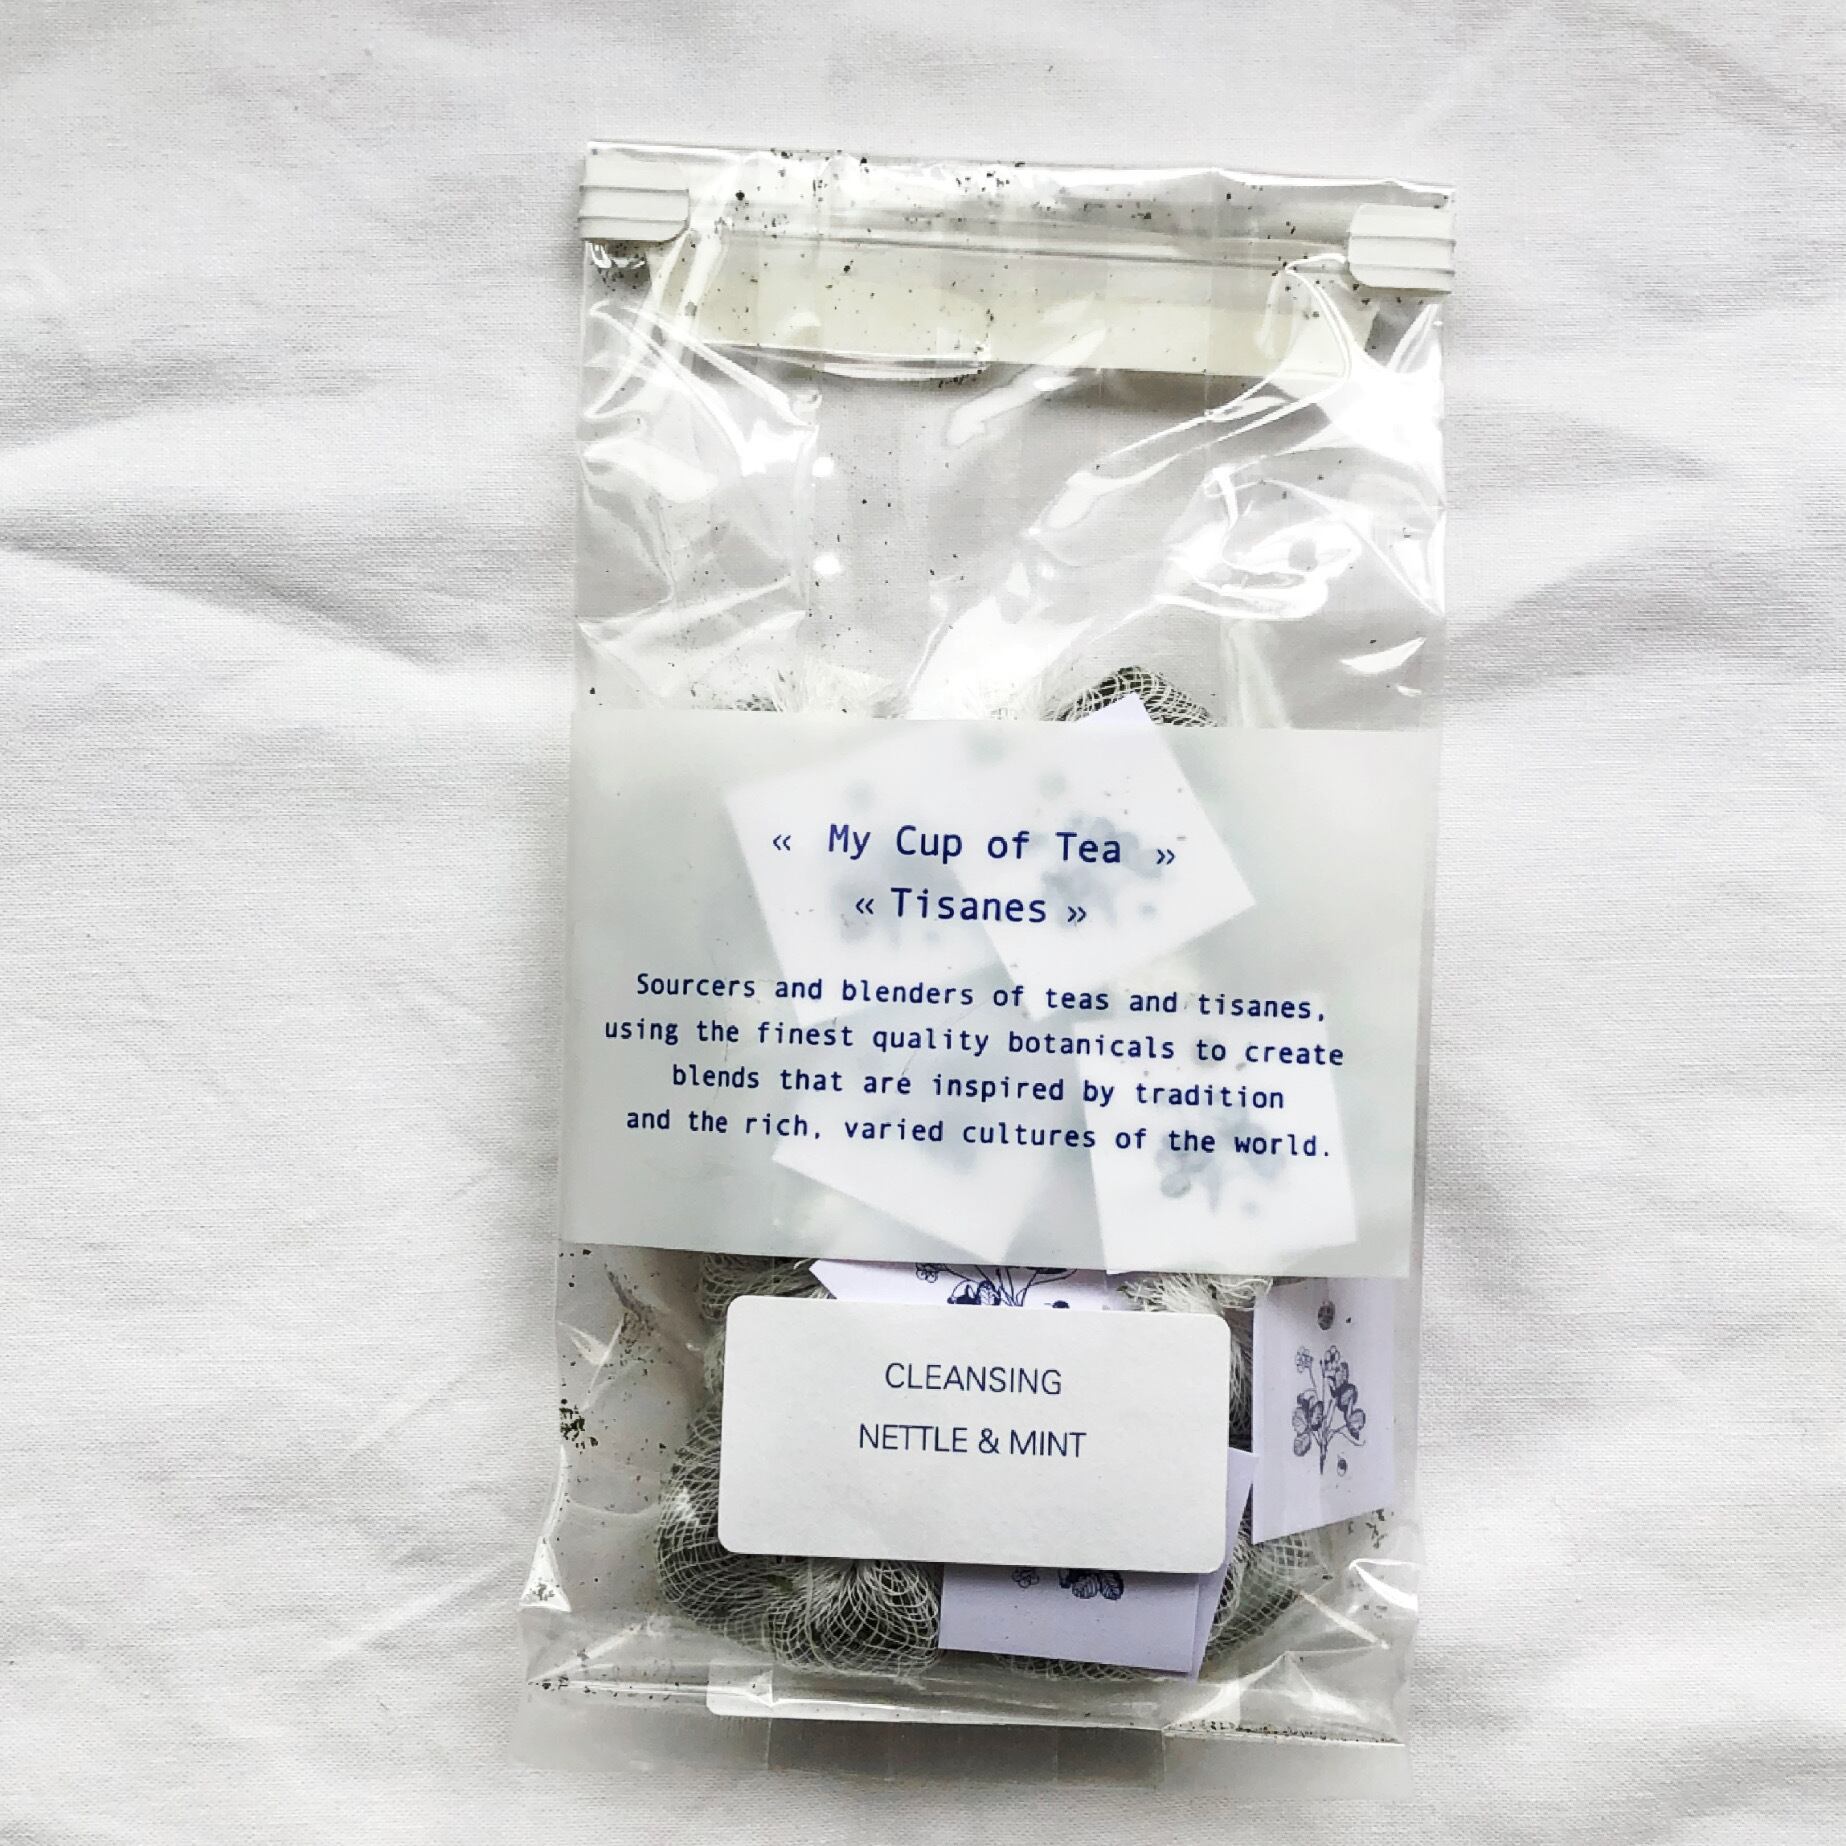 « My Cup of Tea »
« Tisanes »
Sourcers and blenders of teas and tisanes,
using the finest quality botanicals to create
blends that are inspired by tradition
and the rich, varied cultures of the world.
CLEANSING
NETTLE & MINT